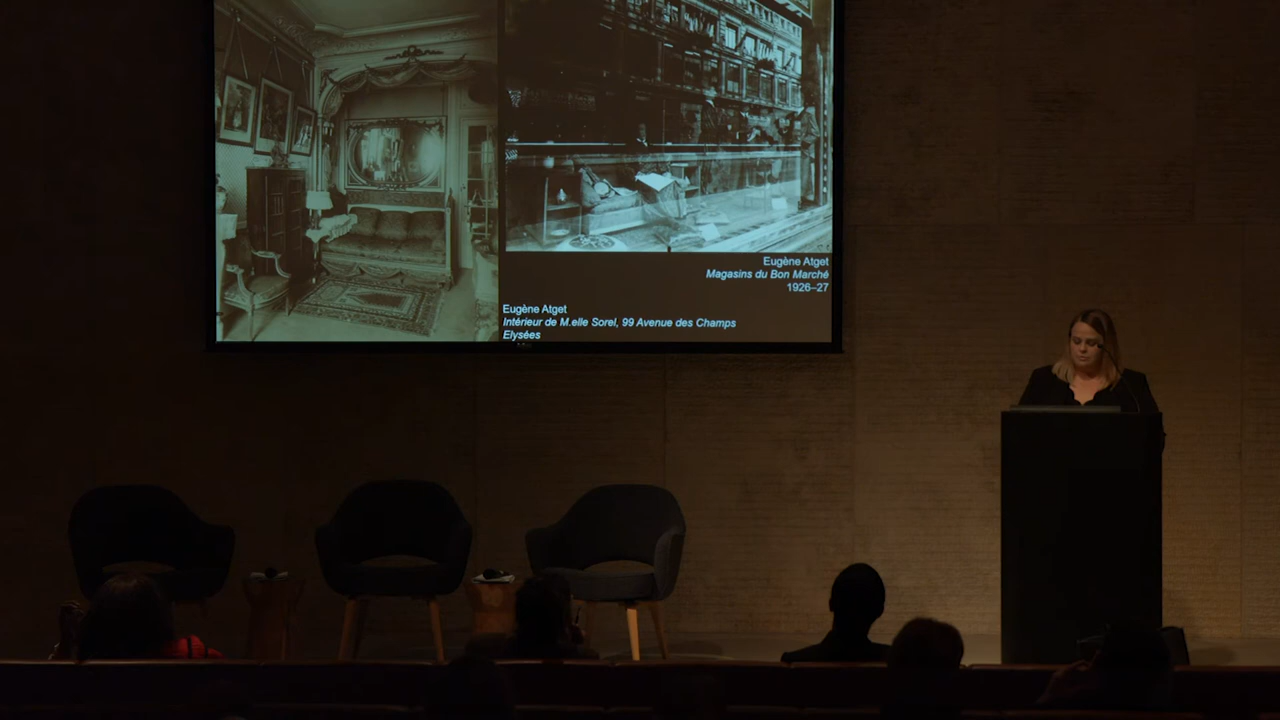 Eugène Atget
Magasins du Bon Marché
1926–27
Eugène Atget
Intérieur de M.elle Sorel, 99 Avenue des Champs
Elysées